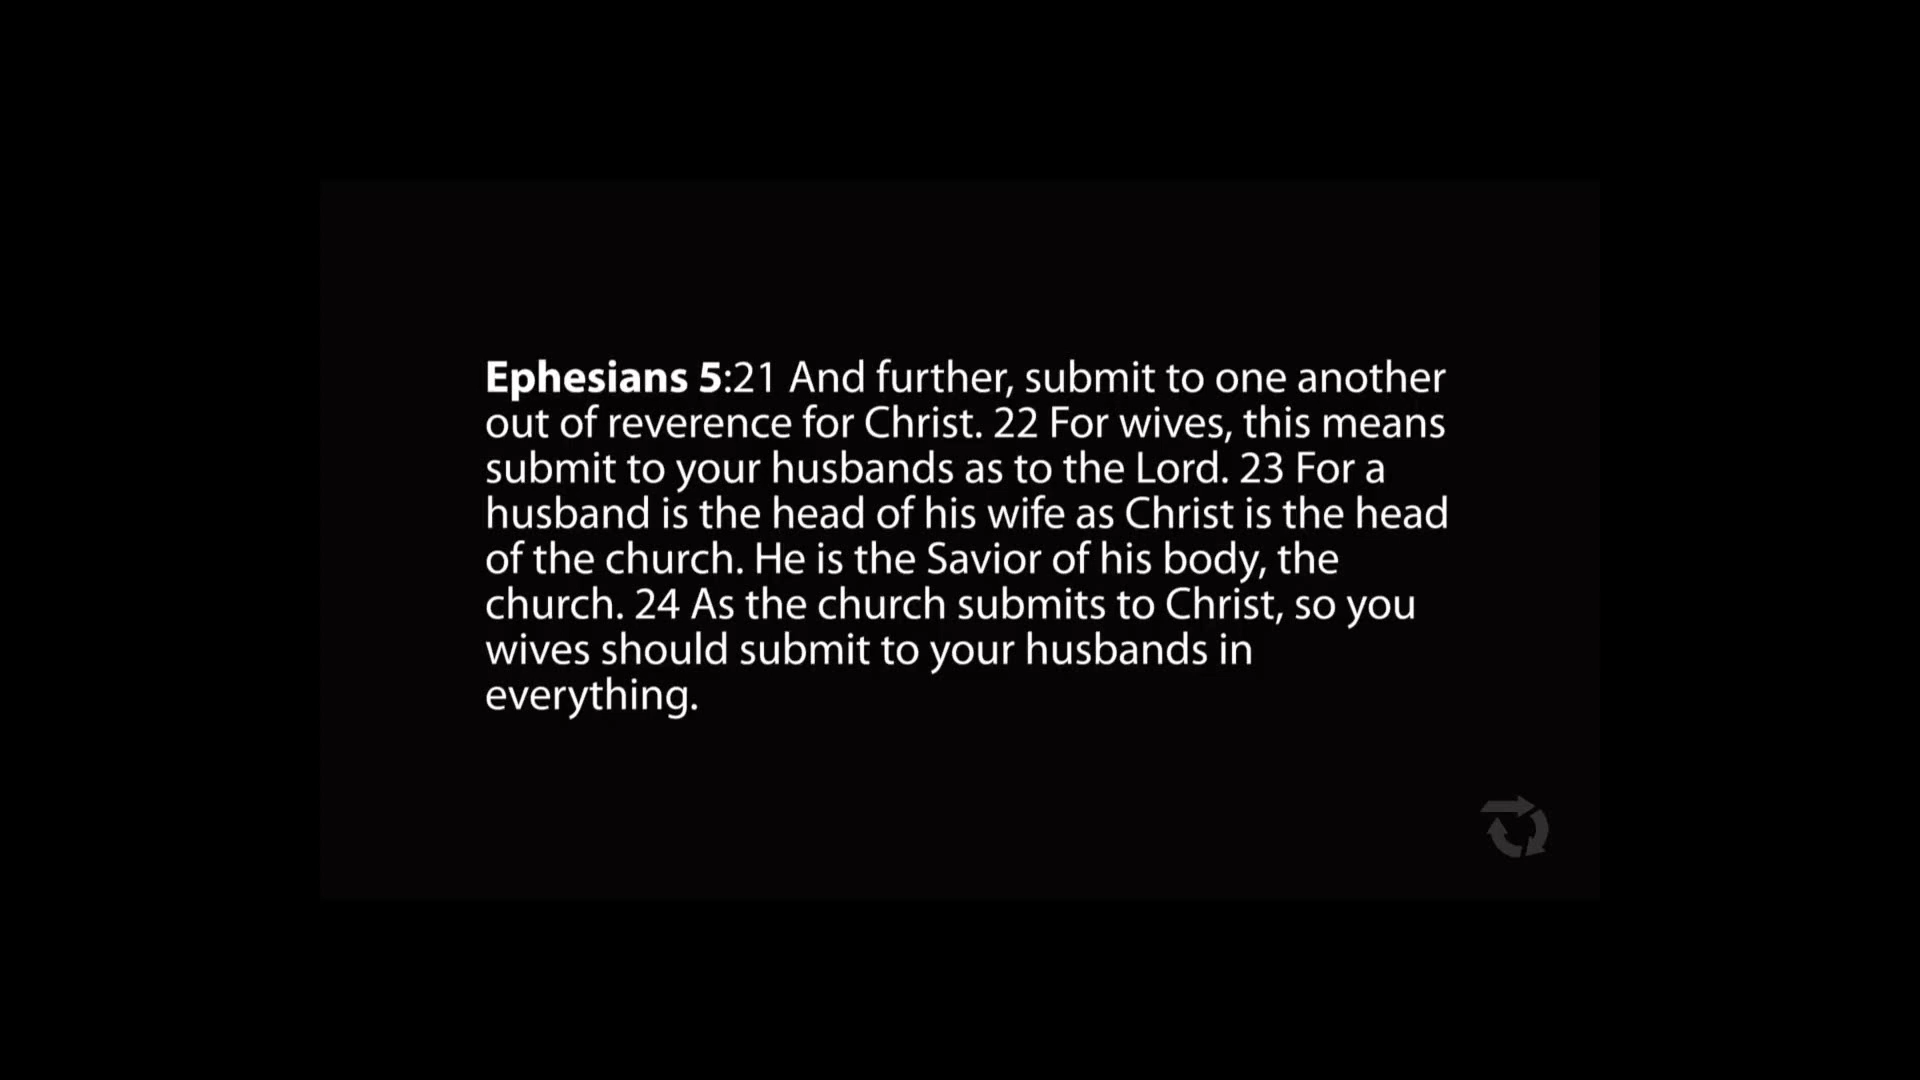 Ephesians 5:21 And further, submit to one another
out of reverence for Christ. 22 For wives, this means
submit to your husbands as to the Lord. 23 For a
husband is the head of his wife as Christ is the head
of the church. He is the Savior of his body, the
church. 24 As the church submits to Christ, so you
wives should submit to your husbands in
everything.